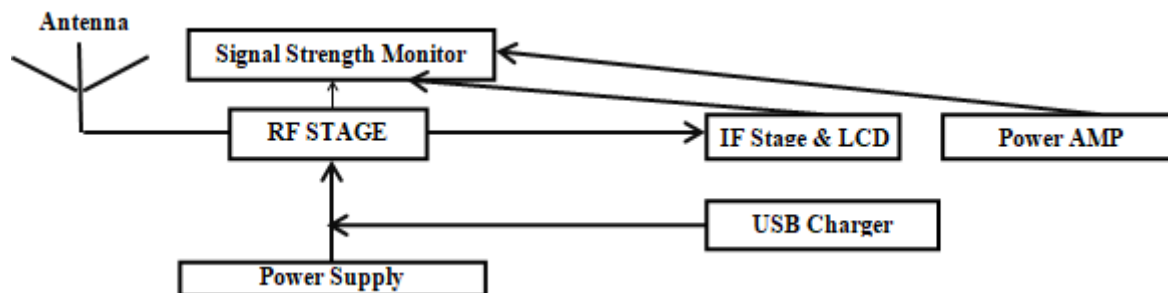 Antenna
Signal Strength Monitor
RF STAGE
IF Stage & LCD
Power AMP
USB Charger
Power Supply